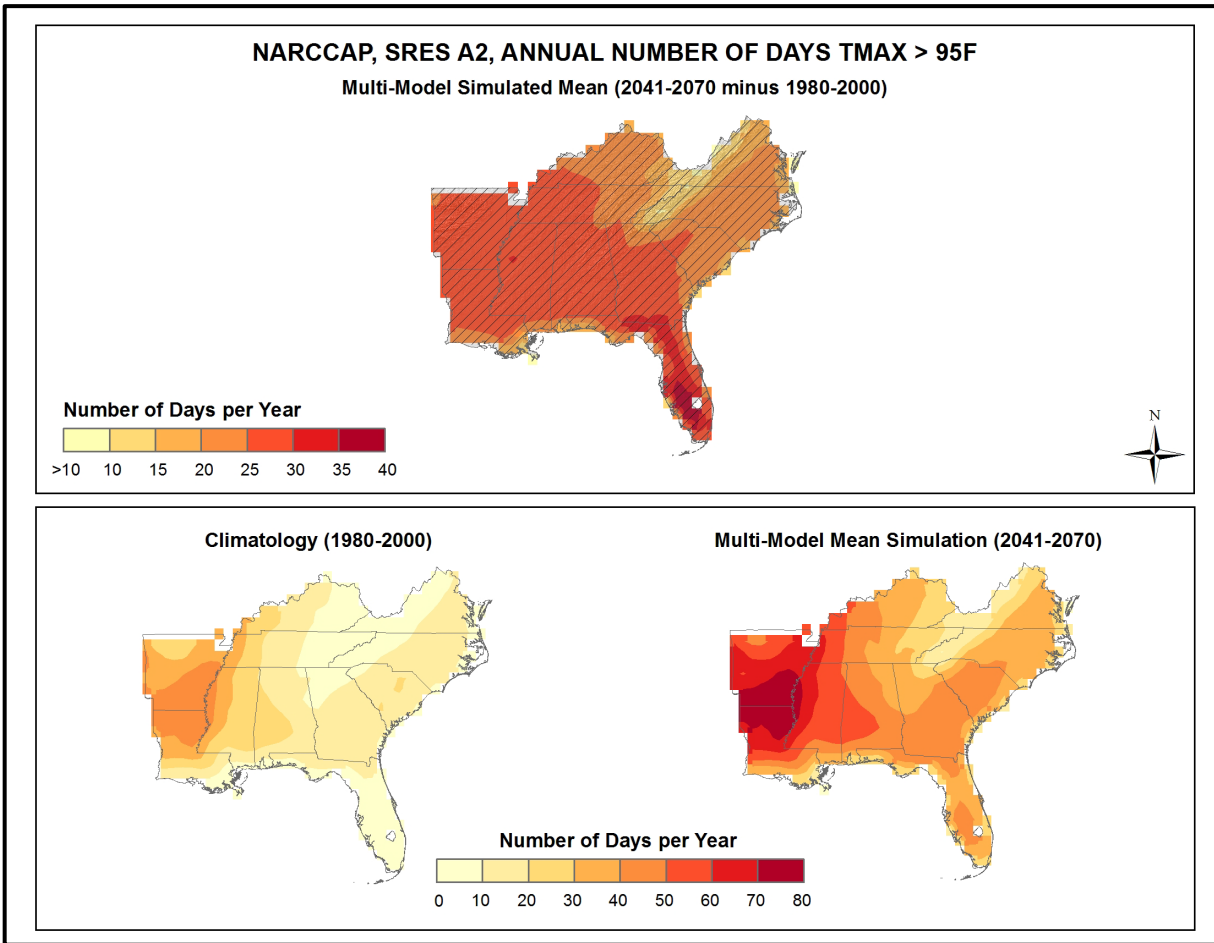 NARCCAP, SRES A2, ANNUAL NUMBER OF DAYS TMAX > 95F
Multi-Model Simulated Mean (2041-2070 minus 1980-2000)
Number of Days per Year
>10 10 15 20 25 30 35 40
N
Climatology (1980-2000)
Multi-Model Mean Simulation (2041-2070)
Number of Days per Year
0 10 20 30 40 50 60 70 80